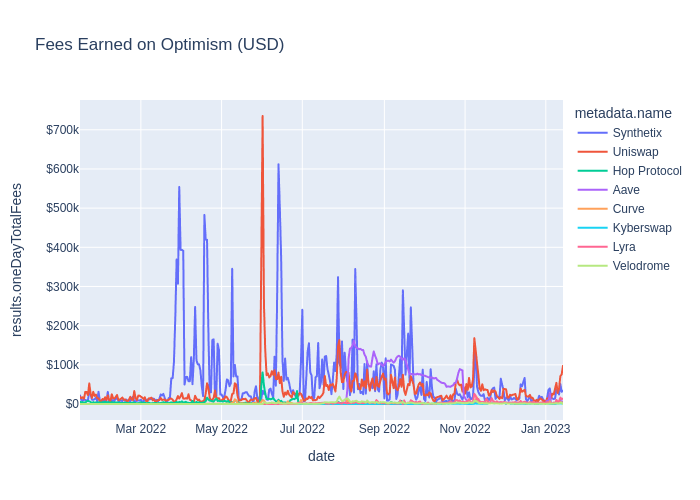 Fees Earned on Optimism (USD)
metadata.name
Synthetix
Uniswap
Hop Protocol
Aave
Curve
Kyberswap
Lyra
Velodrome
results.oneDayTotalFees
$700k
$600k
$500k
$400k
$300k
$200k
$100k
$0
Mar 2022
May 2022
Jul 2022
Sep 2022
Nov 2022
Jan 2023
date